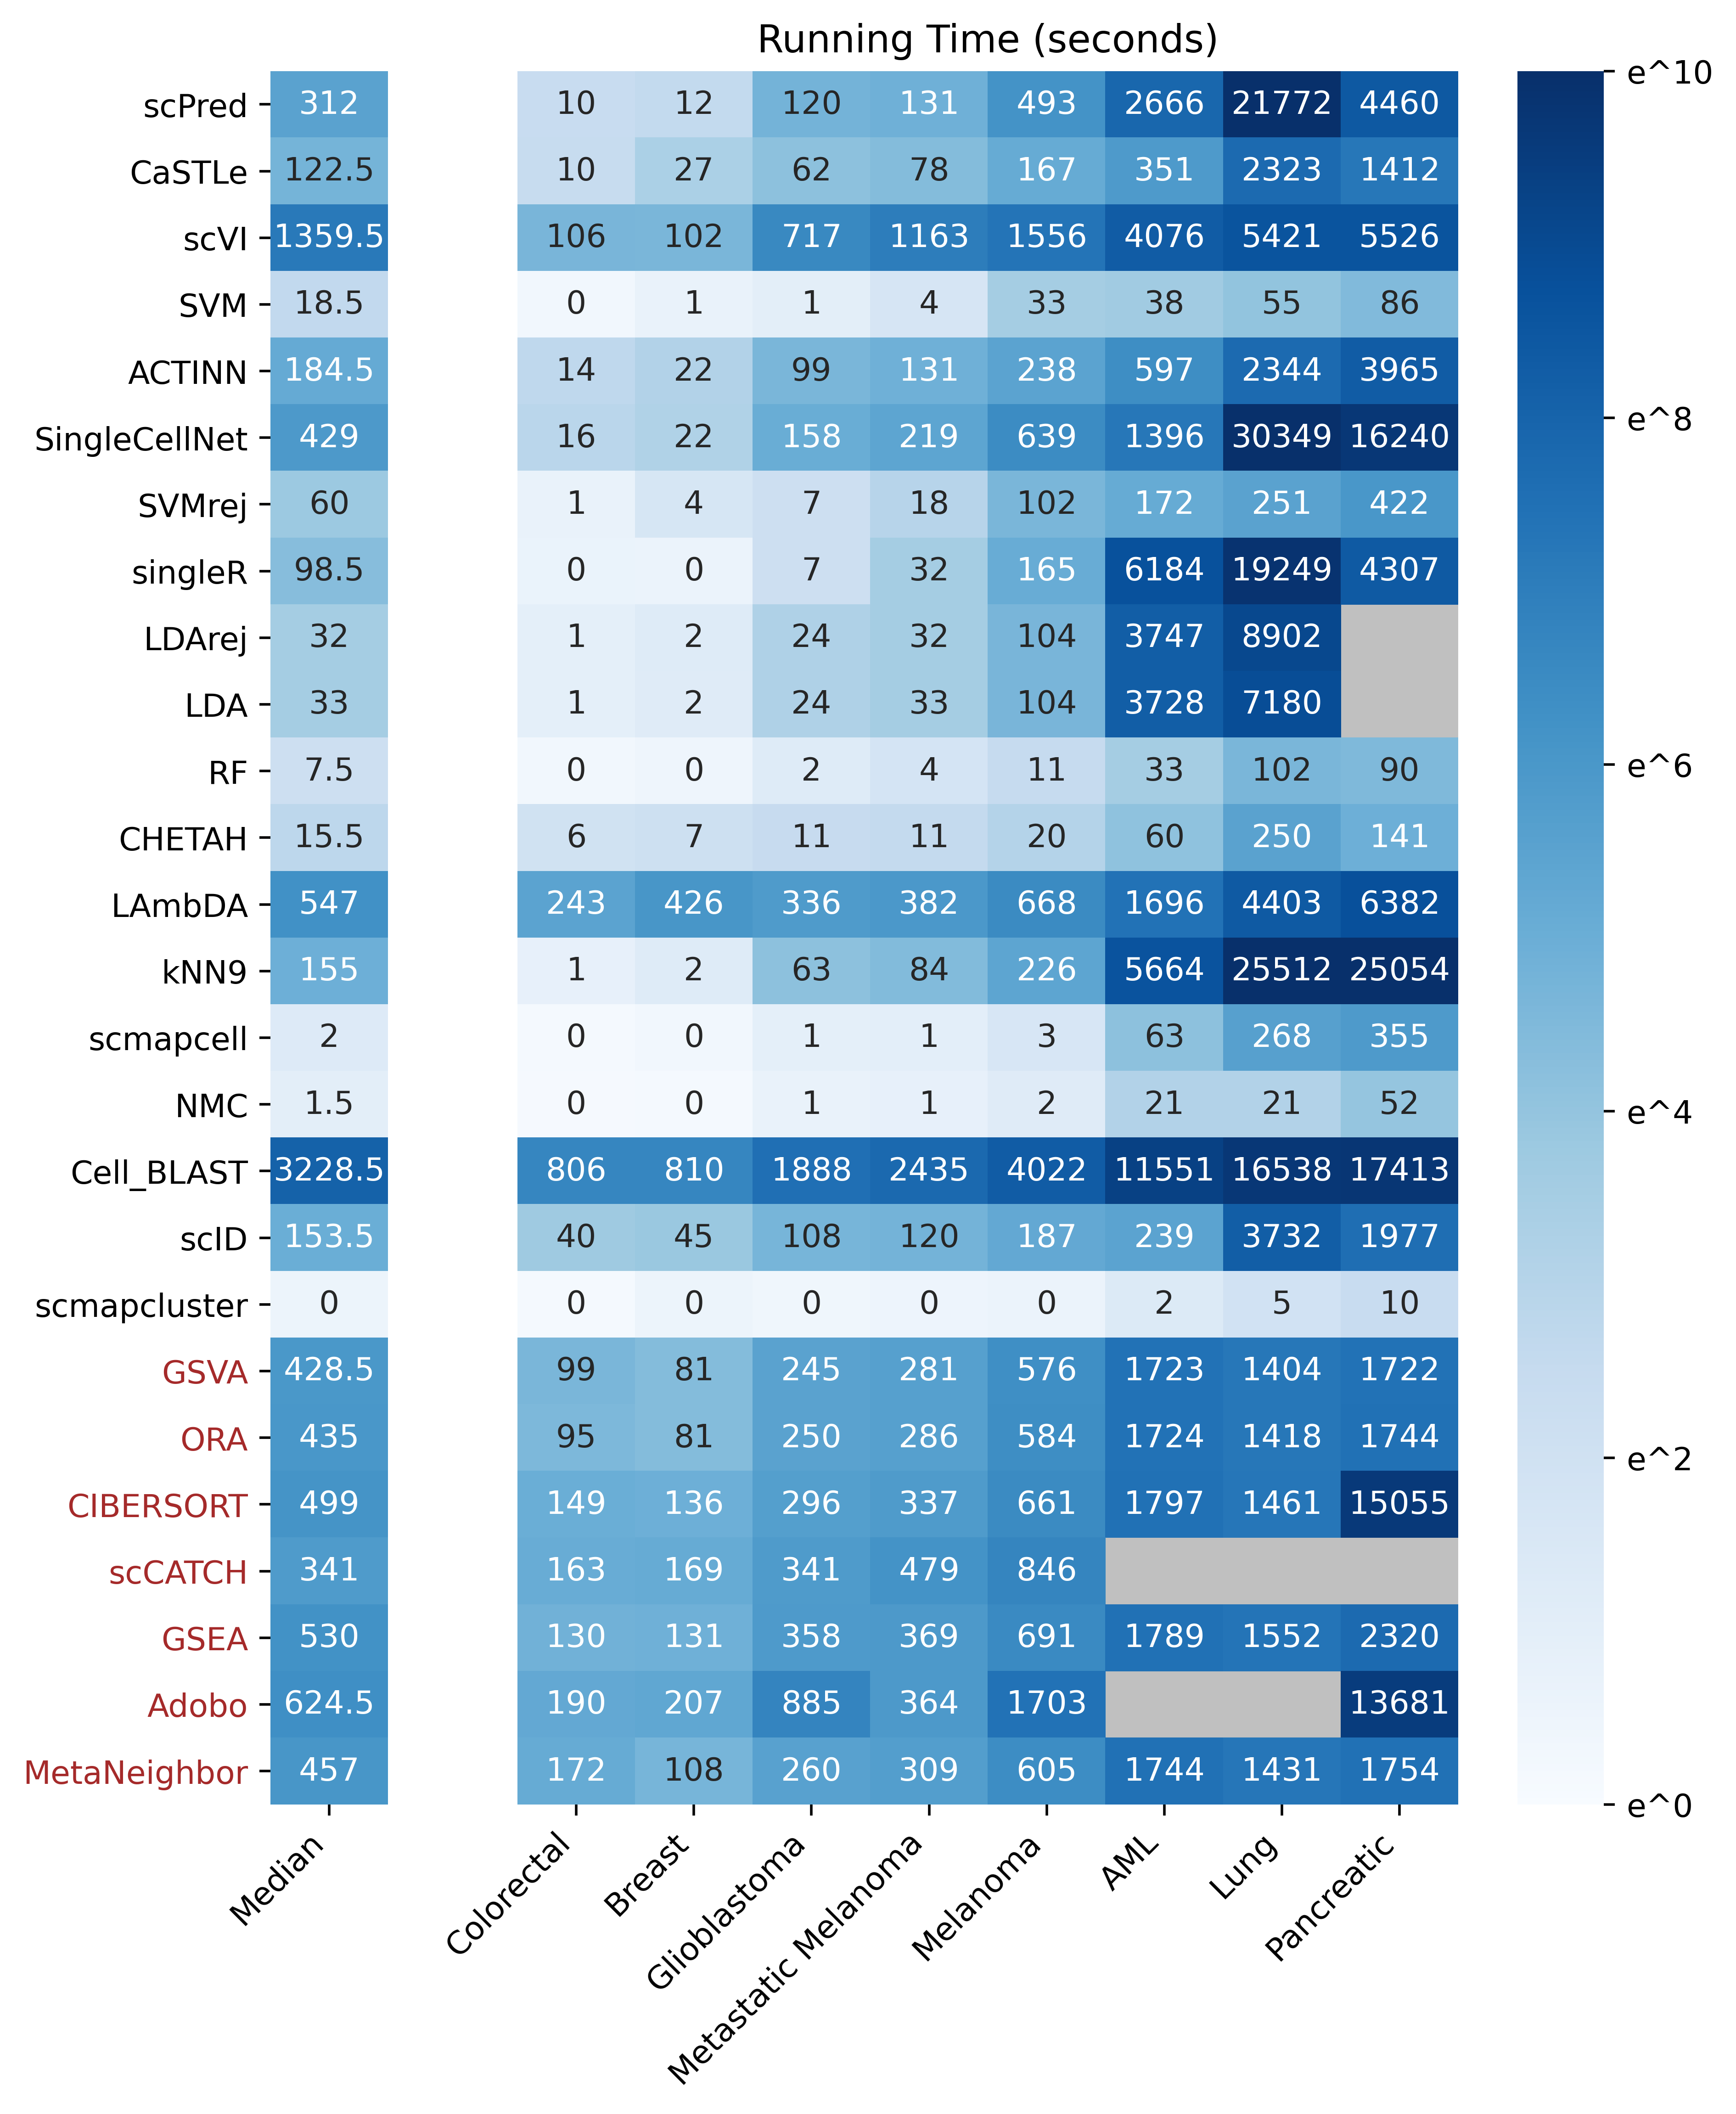 Running Time (seconds)
scPred 312 10 12 120 131 493 2666 21772 4460
CaSTLe 122.5 10 27 62 78 167 351 2323 1412
scVI 1359.5 106 102 717 1163 1556 4076 5421 5526
SVM 18.5 0 1 1 4 33 38 55 86
ACTINN 184.5 14 22 99 131 238 597 2344 3965
SingleCellNet 429 16 22 158 219 639 1396 30349 16240
SVMrej 60 1 4 7 18 102 172 251 422
singleR 98.5 0 0 7 32 165 6184 19249 4307
LDArej 32 1 2 24 32 104 3747 8902
LDA 33 1 2 24 33 104 3728 7180
RF 7.5 0 0 2 4 11 33 102 90
CHETAH 15.5 6 7 11 11 20 60 250 141
LAmbDA 547 243 426 336 382 668 1696 4403 6382
kNN9 155 1 2 63 84 226 5664 25512 25054
scmapcell 2 0 0 1 1 3 63 268 355
NMC 1.5 0 0 1 1 2 21 21 52
Cell_BLAST 3228.5 806 810 1888 2435 4022 11551 16538 17413
scID 153.5 40 45 108 120 187 239 3732 1977
scmapcluster 0 0 0 0 0 0 2 5 10
GSVA 428.5 99 81 245 281 576 1723 1404 1722
ORA 435 95 81 250 286 584 1724 1418 1744
CIBERSORT 499 149 136 296 337 661 1797 1461 15055
scCATCH 341 163 169 341 479 846
GSEA 530 130 131 358 369 691 1789 1552 2320
Adobo 624.5 190 207 885 364 1703 13681
MetaNeighbor 457 172 108 260 309 605 1744 1431 1754
Median
Colorectal
Breast
Glioblastoma
Metastatic Melanoma
Melanoma
AML
Lung
Pancreatic
e^10
e^8
e^6
e^4
e^2
e^0